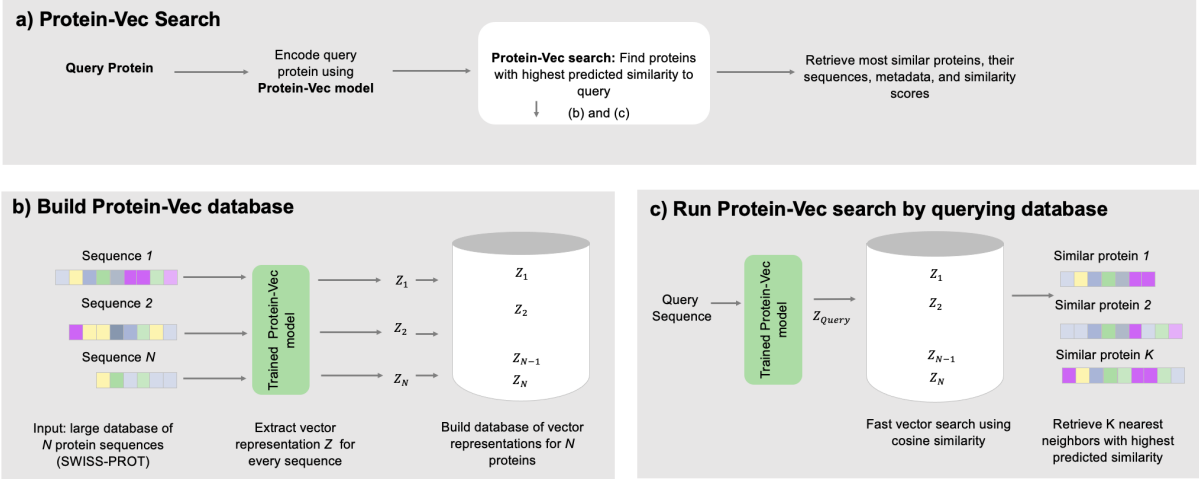 a) Protein-Vec Search
Query Protein
Encode query
protein using
Protein-Vec model
Protein-Vec search: Find proteins
with highest predicted similarity to
query
(b) and (c)
Retrieve most similar proteins, their
sequences, metadata, and similarity
scores
b) Build Protein-Vec database
Sequence 1
Sequence 2
Sequence N
Trained Protein-Vec
model
Z1
Z2
ZN
Z1
Z2
ZN−1
ZN
Input: large database of
N protein sequences
(SWISS-PROT)
Extract vector
representation Z for
every sequence
Build database of vector
representations for N
proteins
c) Run Protein-Vec search by querying database
Query
Sequence
Trained Protein-Vec
model
ZQuery
Z1
Z2
ZN−1
ZN
Similar protein 1
Similar protein 2
Similar protein K
Fast vector search using
cosine similarity
Retrieve K nearest
neighbors with highest
predicted similarity